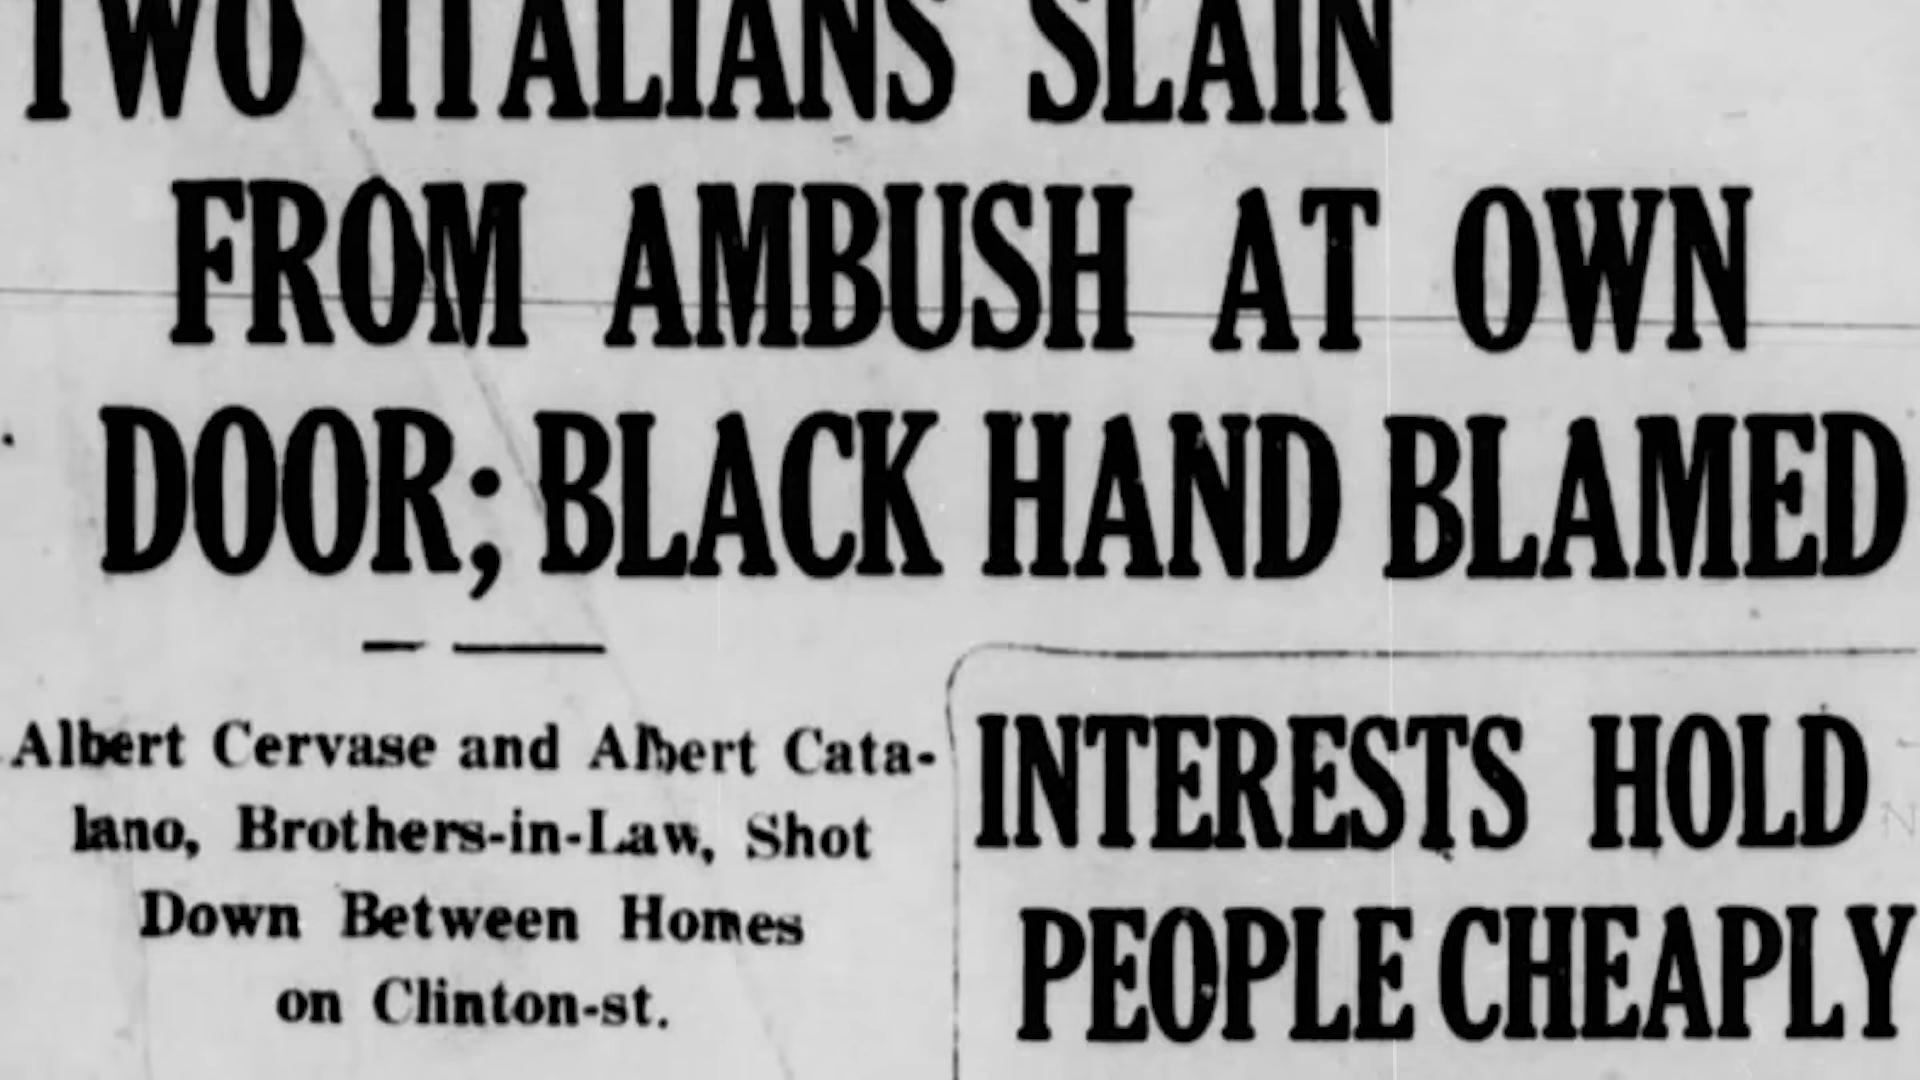 TWO ITALIANS SLAIN
FROM AMBUSH AT OWN
DOOR; BLACK HAND BLAMED
Albert Cervase and Albert Cata-
lano, Brothers-in-Law, Shot
Down Between Homes
on Clinton-st.
INTERESTS HOLD
PEOPLE CHEAPLY